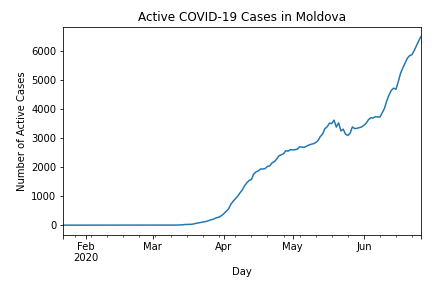 Active COVID-19 Cases in Moldova
Number of Active Cases
6000
5000
4000
3000
2000
1000
0
Feb
2020
Mar
Apr
May
Jun
Day